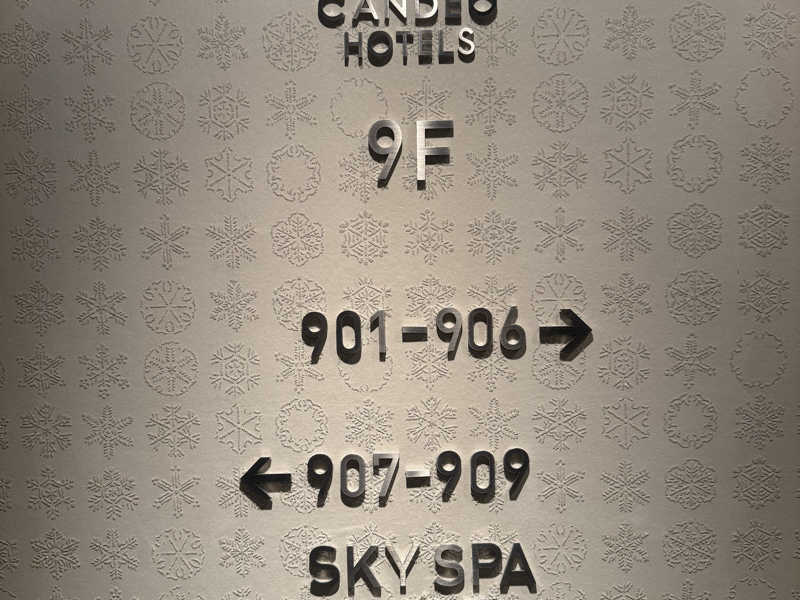 CANDEO
HOTELS
9F
901-906→
←907-909
SKY SPA